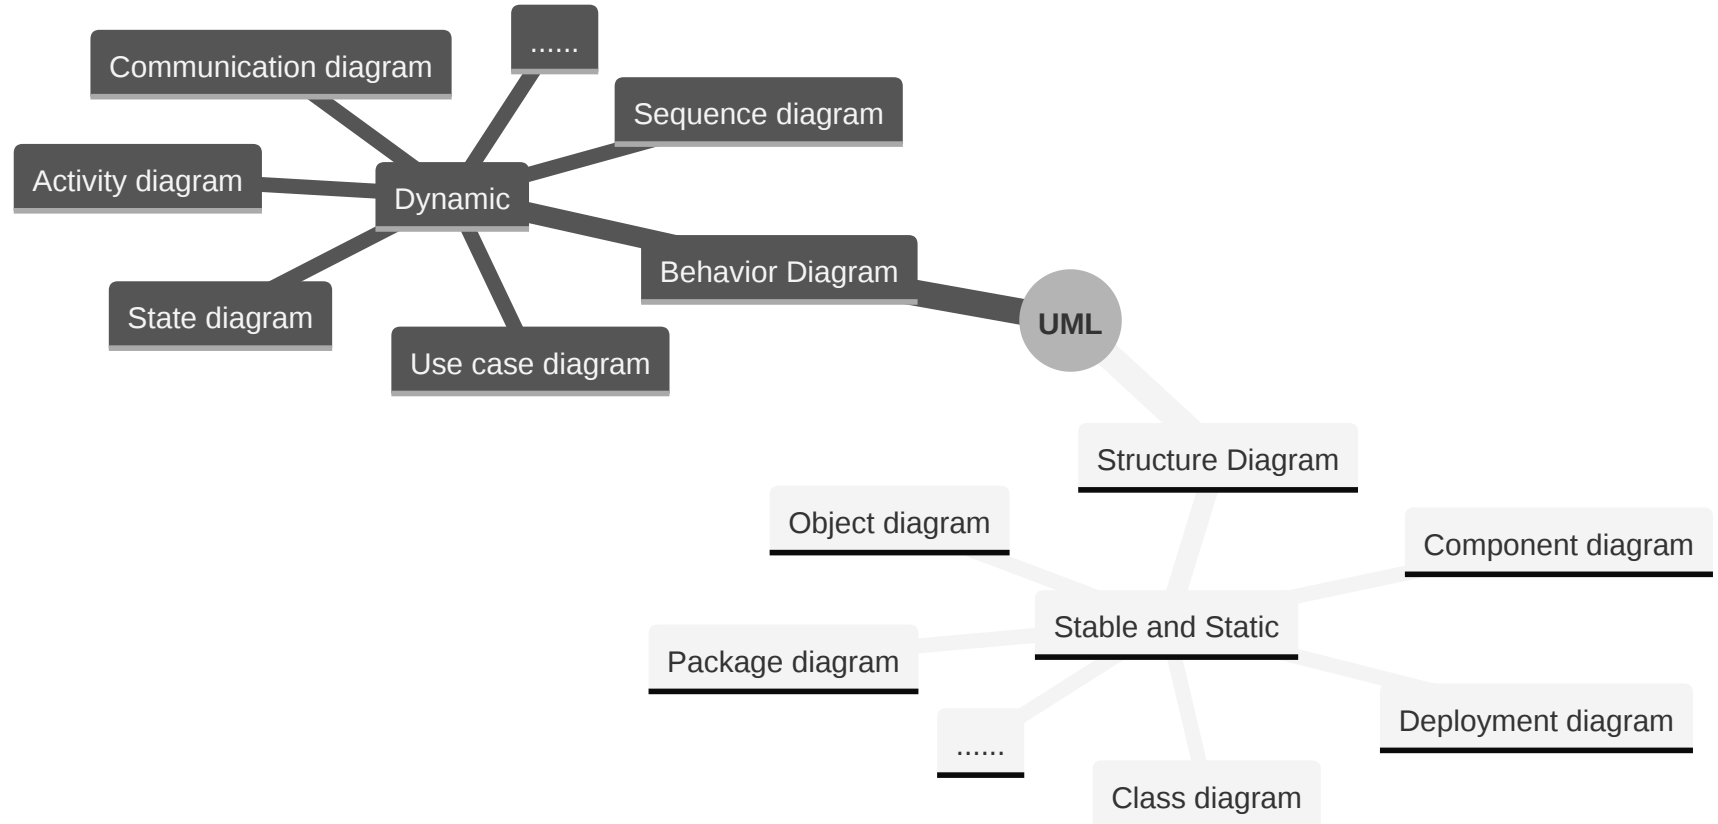 ......
Communication diagram
Sequence diagram
Activity diagram
Dynamic
Behavior Diagram
State diagram
UML
Use case diagram
Structure Diagram
Object diagram
Component diagram
Stable and Static
Package diagram
Deployment diagram
......
Class diagram